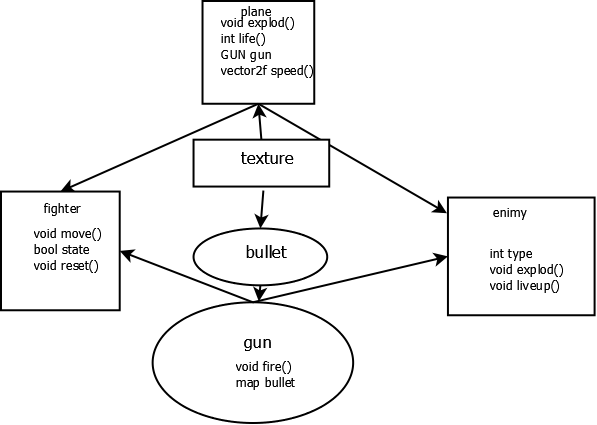 plane
void explod()
int life()
GUN gun
vector2f speed()
texture
fighter
void move()
bool state
void reset()
enimy
int type
void explod()
void liveup()
bullet
gun
void fire()
map bullet